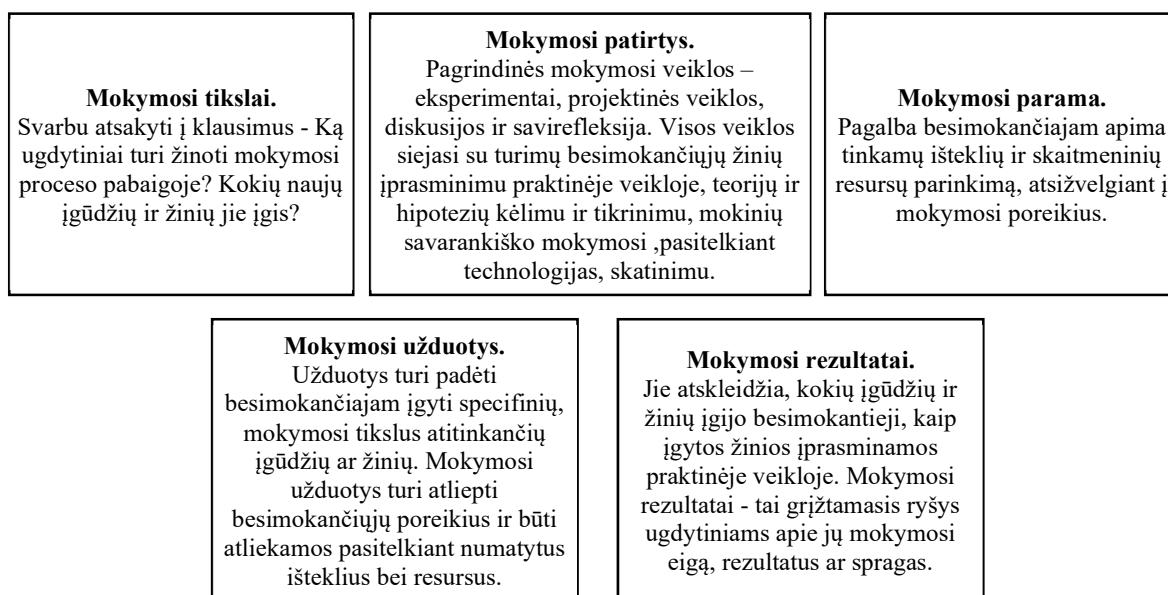 Mokymosi tikslai.
Svarbu atsakyti į klausimus - Ką
ugdytiniai turi žinoti mokymosi
proceso pabaigoje? Kokių naujų
įgūdžių ir žinių jie įgis?
Mokymosi patirtys.
Pagrindinės mokymosi veiklos –
eksperimentai, projektinės veiklos,
diskusijos ir savirefleksija. Visos veiklos
siejasi su turimų besimokančiųjų žinių
įprasminimu praktinėje veikloje, teorijų ir
hipotezių kėlimu ir tikrinimu, mokinių
savarankiško mokymosi ,pasitelkiant
technologijas, skatinimu.
Mokymosi parama.
Pagalba besimokančiajam apima
tinkamų išteklių ir skaitmeninių
resursų parinkimą, atsižvelgiant į
mokymosi poreikius.
Mokymosi užduotys.
Užduotys turi padėti
besimokančiajam įgyti specifinių,
mokymosi tikslus atitinkančių
įgūdžių ar žinių. Mokymosi
užduotys turi atliepti
besimokančiųjų poreikius ir būti
atliekamos pasitelkiant numatytus
išteklius bei resursus.
Mokymosi rezultatai.
Jie atskleidžia, kokių įgūdžių ir
žinių įgijo besimokantieji, kaip
įgytos žinios įprasminamos
praktinėje veikloje. Mokymosi
rezultatai - tai grįžtamasis ryšys
ugdytiniams apie jų mokymosi
eigą, rezultatus ar spragas.